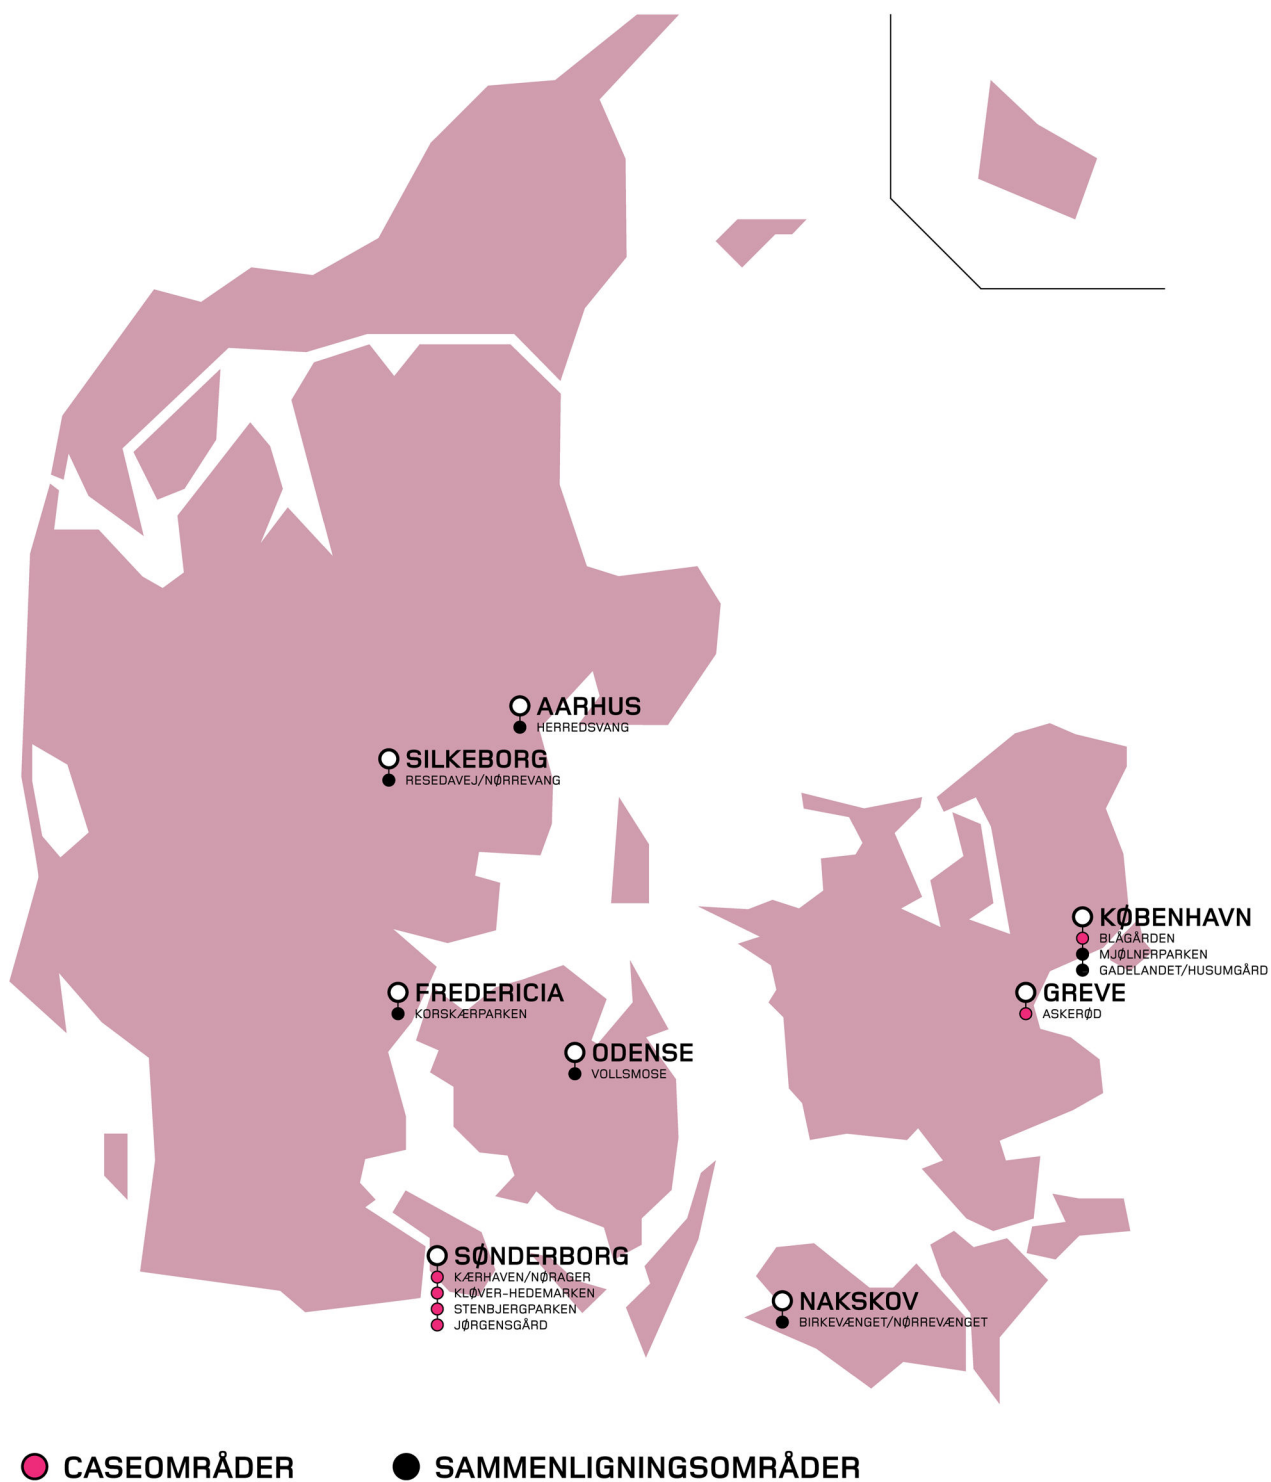 AARHUS
HERREDSVANG
SILKEBORG
RESEDAVEJ/NØRREVANG
KØBENHAVN
BLÅGÅRDEN
MJØLNERPARKEN
GADELANDET/HUSUMGÅRD
FREDERICIA
KORSKÆRPARKEN
GREVE
ASKERØD
ODENSE
VOLLSMOSE
SØNDERBORG
KÆRHAVEN/NØRAGER
KLØVER-HEDEMARKEN
STENBJERGPARKEN
JØRGENSGÅRD
NAKSKOV
BIRKEVÆNGET/NØRREVÆNGET
CASEOMRÅDER
SAMMENLIGNINGSOMRÅDER